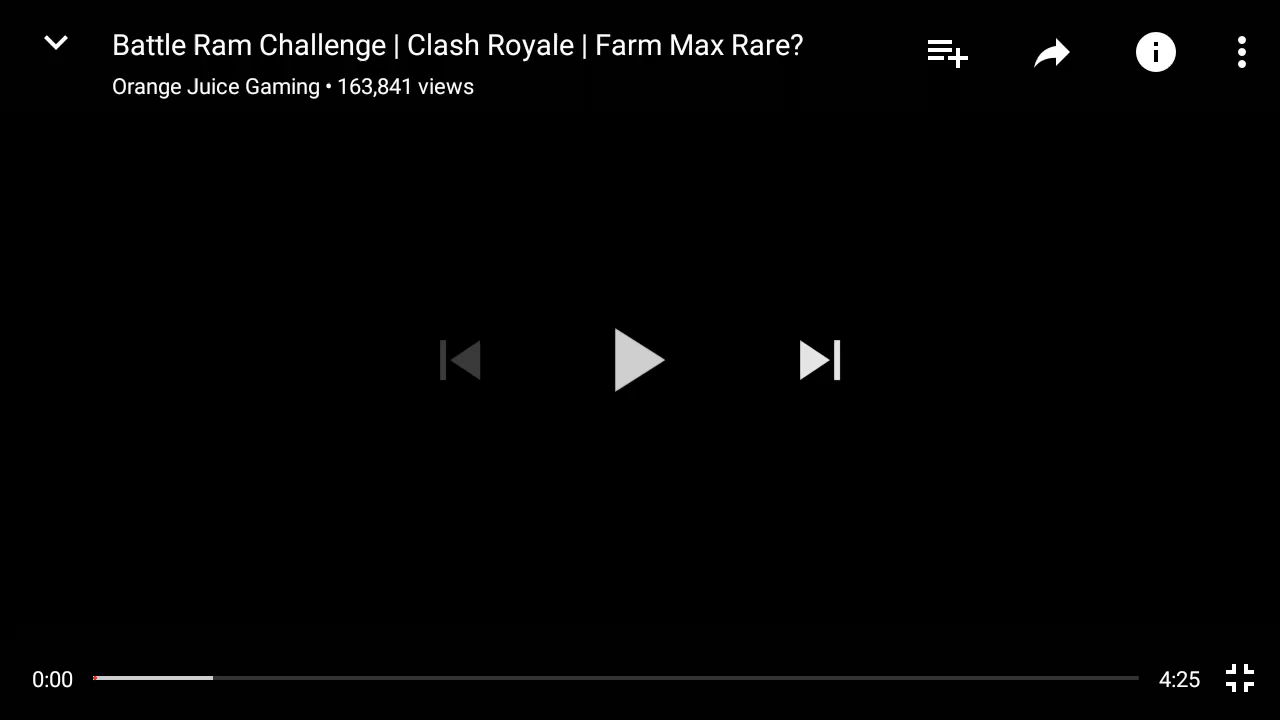 Battle Ram Challenge | Clash Royale | Farm Max Rare?
Orange Juice Gaming • 163,841 views
0:00
4:25